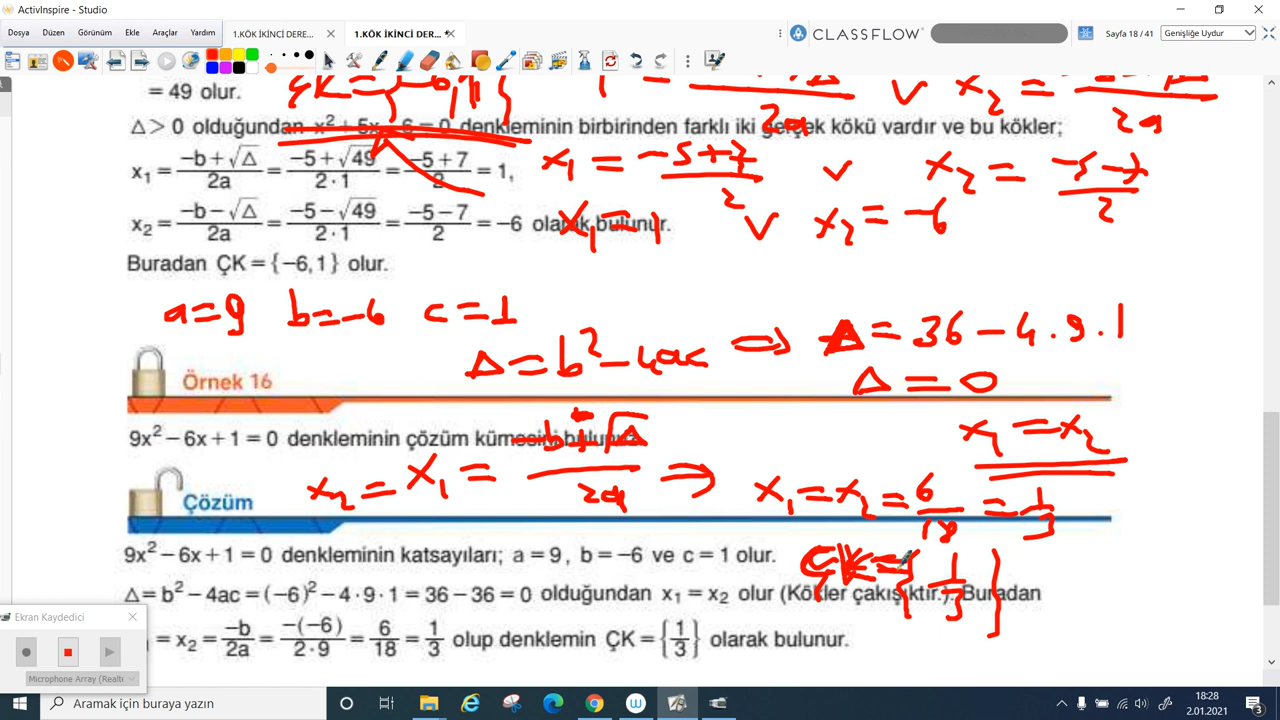 ActivInspire - Studio
Dosya Düzen Görünüm Ekle Araçlar Yardım
1.KÖK İKİNCİ DERE...
1.KÖK İKİNCİ DER...
CLASSFLOW
Sayfa 18 / 41
Genişliğine Uydur
= 49 olur.
ÇK = {-6,1}
2a
v x₂ =
2a
Δ > 0 olduğundan x² + 5x - 6 = 0 denkleminin birbirinden farklı iki gerçek kökü vardır ve bu kökler;
x₁ = (-b + √Δ)/2a = (-5 + √49)/(2 · 1) = (-5 + 7)/2 = 1,
x₁ = (-5+7)/2 v x₂ = (-5-7)/2
x₂ = (-b - √Δ)/2a = (-5 - √49)/(2 · 1) = (-5 - 7)/2 = -6 olarak bulunur.
x₁ = 1 v x₂ = -6
Buradan ÇK = {-6, 1} olur.
a=9 b=-6 c=1
Δ = b² - 4ac ⇒ Δ = 36 - 4.9.1
Δ = 0
Örnek 16
9x² - 6x + 1 = 0 denkleminin çözüm kümesini bulunuz.
x₁ = x₂
x₂ = x₁ = (-b ± √Δ)/2a ⇒ x₁ = x₂ = 6/18 = 1/3
Çözüm
9x² - 6x + 1 = 0 denkleminin katsayıları; a = 9, b = -6 ve c = 1 olur.
ÇK = {1/3}
Δ = b² - 4ac = (-6)² - 4 · 9 · 1 = 36 - 36 = 0 olduğundan x₁ = x₂ olur (Kökler çakışıktır.). Buradan
= x₂ = -b/2a = -(-6)/(2 · 9) = 6/18 = 1/3 olup denklemin ÇK = {1/3} olarak bulunur.
Ekran Kaydedici
Microphone Array (Realte
Aramak için buraya yazın
18:28
2.01.2021
3